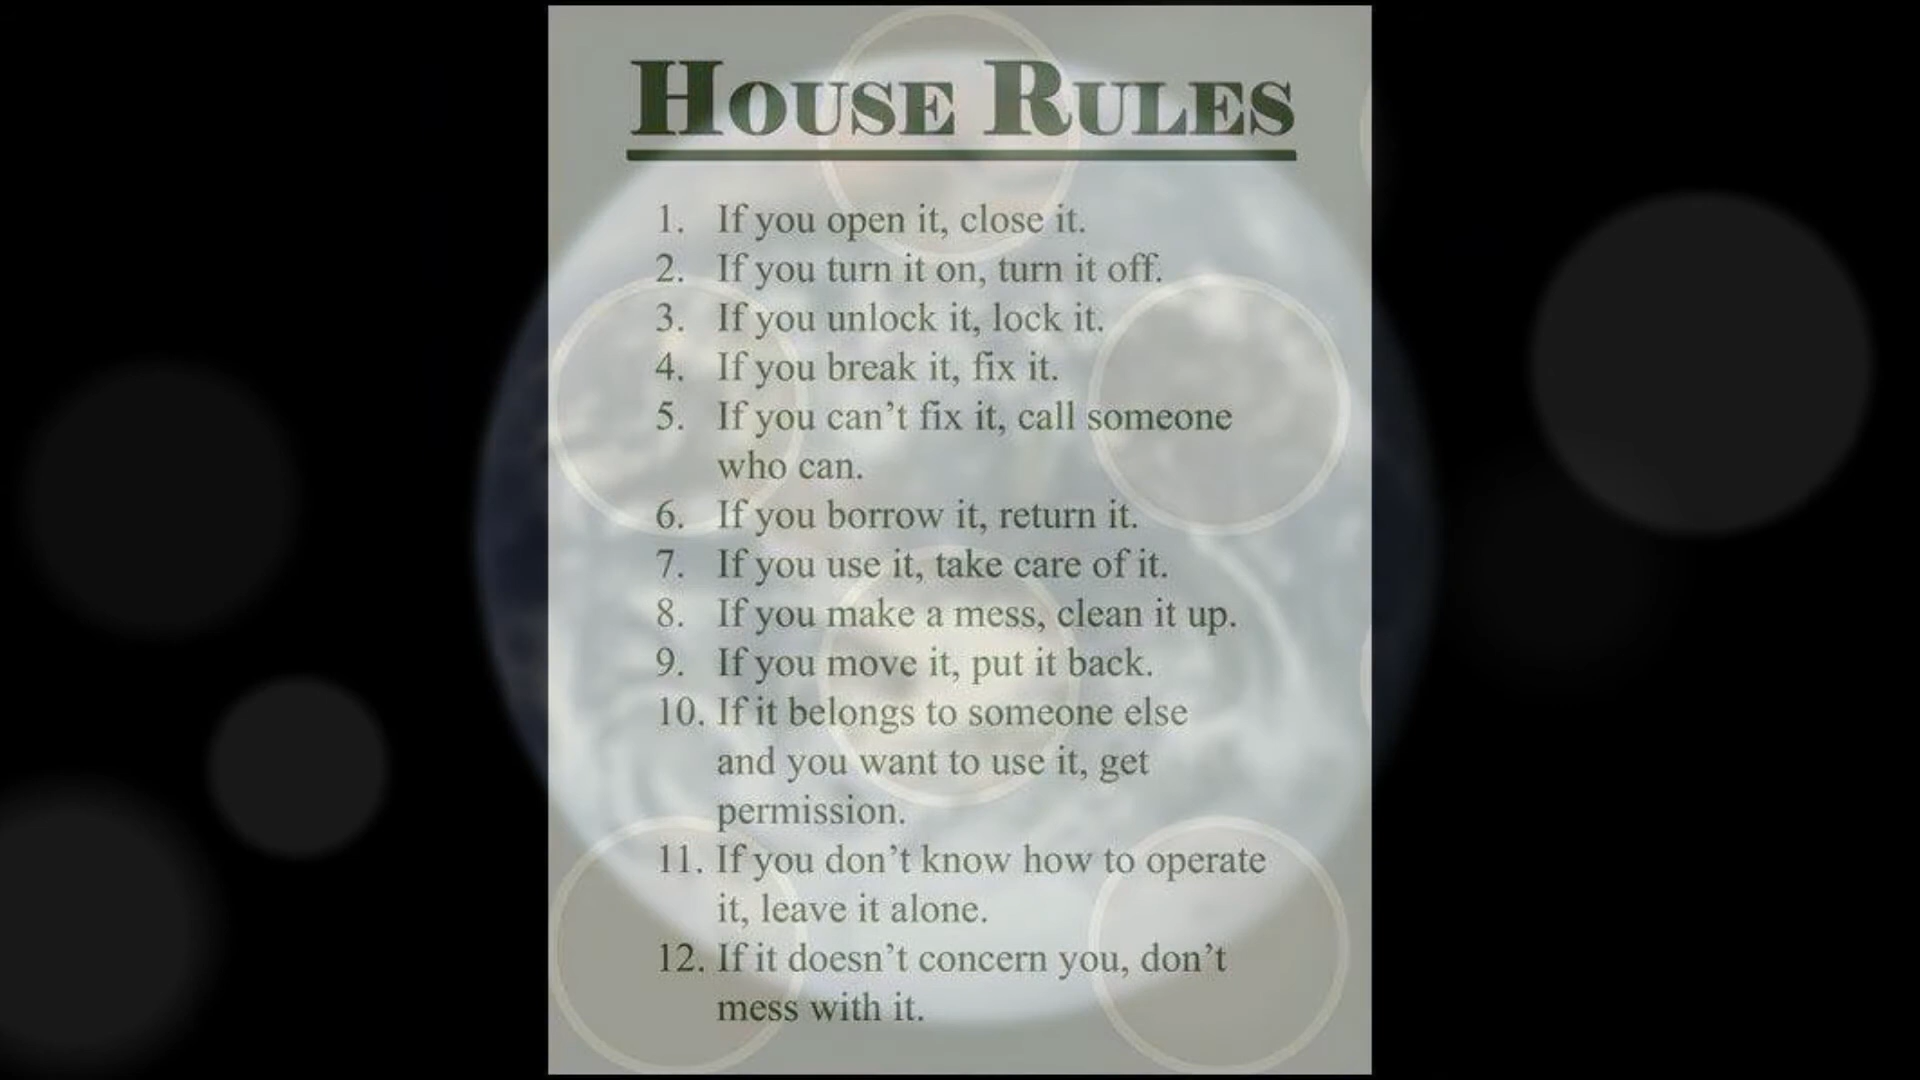 HOUSE RULES
1. If you open it, close it.
2. If you turn it on, turn it off.
3. If you unlock it, lock it.
4. If you break it, fix it.
5. If you can’t fix it, call someone
who can.
6. If you borrow it, return it.
7. If you use it, take care of it.
8. If you make a mess, clean it up.
9. If you move it, put it back.
10. If it belongs to someone else
and you want to use it, get
permission.
11. If you don’t know how to operate
it, leave it alone.
12. If it doesn’t concern you, don’t
mess with it.